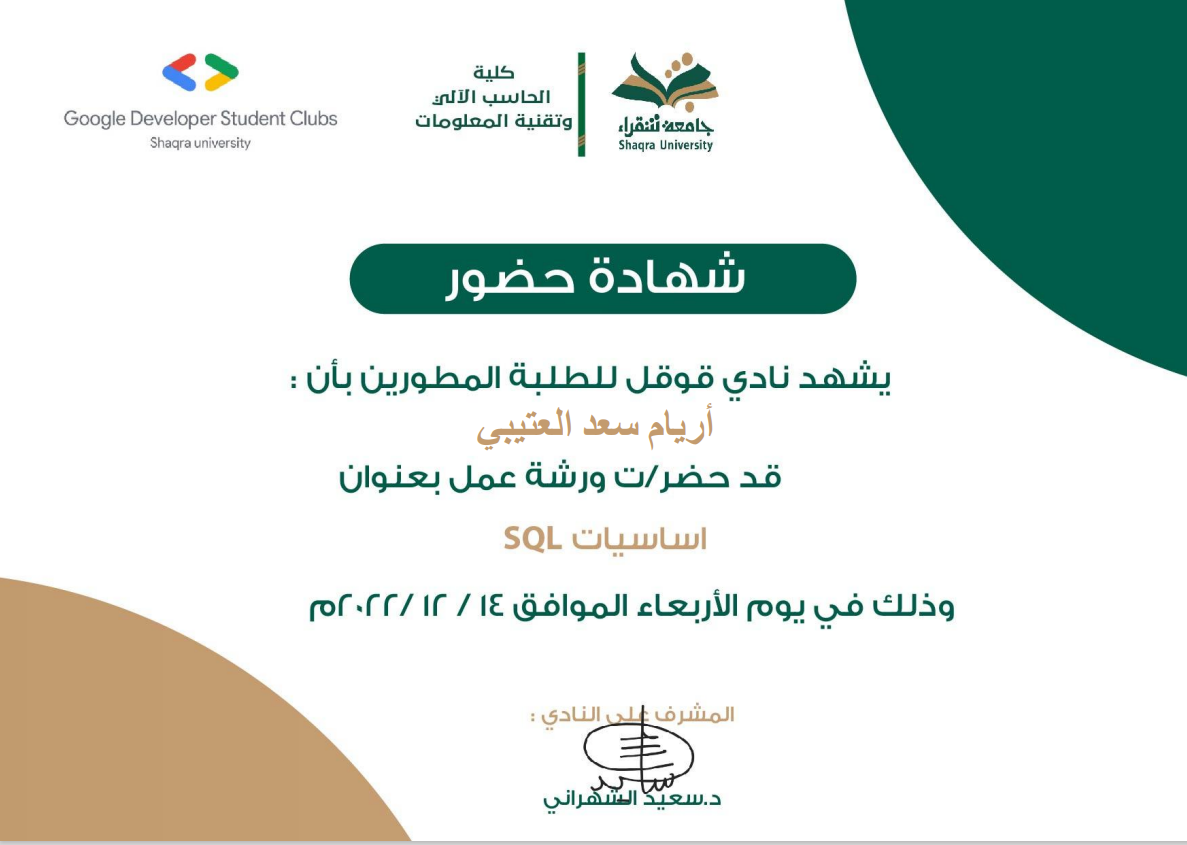 Google Developer Student Clubs
Shaqra university
كلية
الحاسب الآلي
وتقنية المعلومات
جامعة شقراء
Shaqra University
شهادة حضور
يشهد نادي قوقل للطلبة المطورين بأن :
أريام سعد العتيبي
قد حضر/ت ورشة عمل بعنوان
اساسيات SQL
وذلك في يوم الأربعاء الموافق ١٤ / ١٢ /٢٠٢٢م
المشرف على النادي :
د.سعيد الشهراني